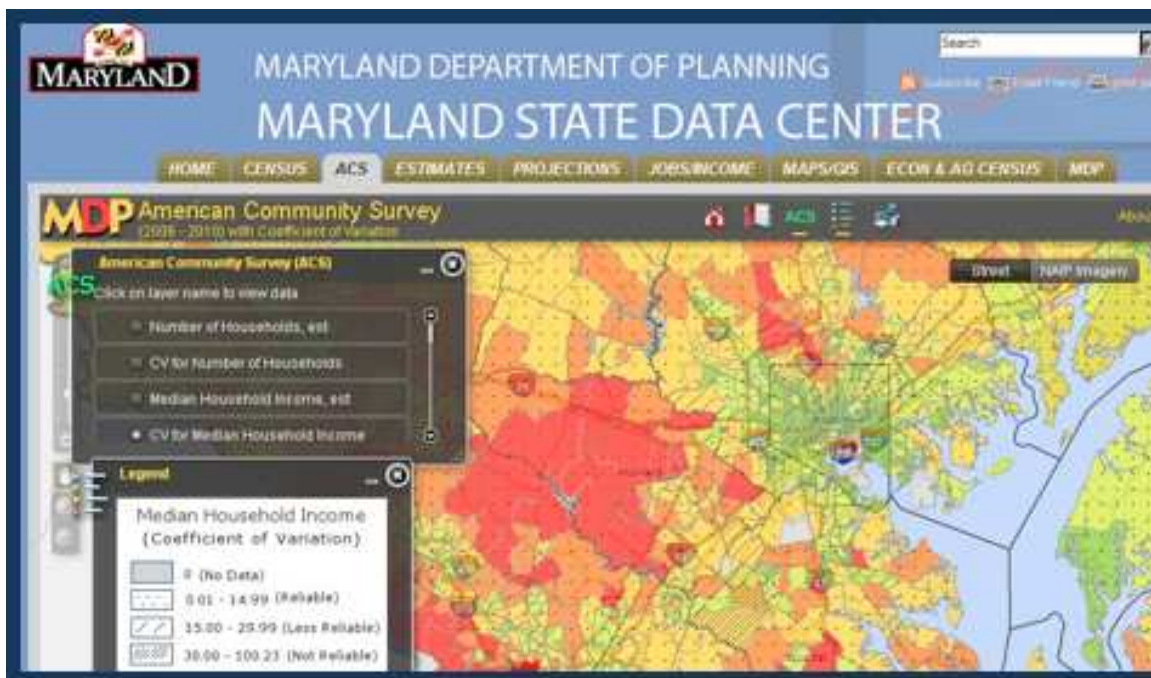 MARYLAND
MARYLAND DEPARTMENT OF PLANNING
MARYLAND STATE DATA CENTER
Search
Subscribe Email Friend
HOME CENSUS ACS ESTIMATES PROJECTIONS JOBS/INCOME MAPS/GIS ECON & AG CENSUS MDP
MDP American Community Survey
with Coefficient of Variation
ACS
Abou
American Community Survey (ACS)
Street NAIP Imagery
ACS
Click on layer name to view data
Number of Households, est
CV for Number of Households
Median Household Income, est
CV for Median Household Income
Legend
Median Household Income
(Coefficient of Variation)
0 (No Data)
0.01 - 14.99 (Reliable)
15.00 - 29.99 (Less Reliable)
30.00 - 100.23 (Not Reliable)